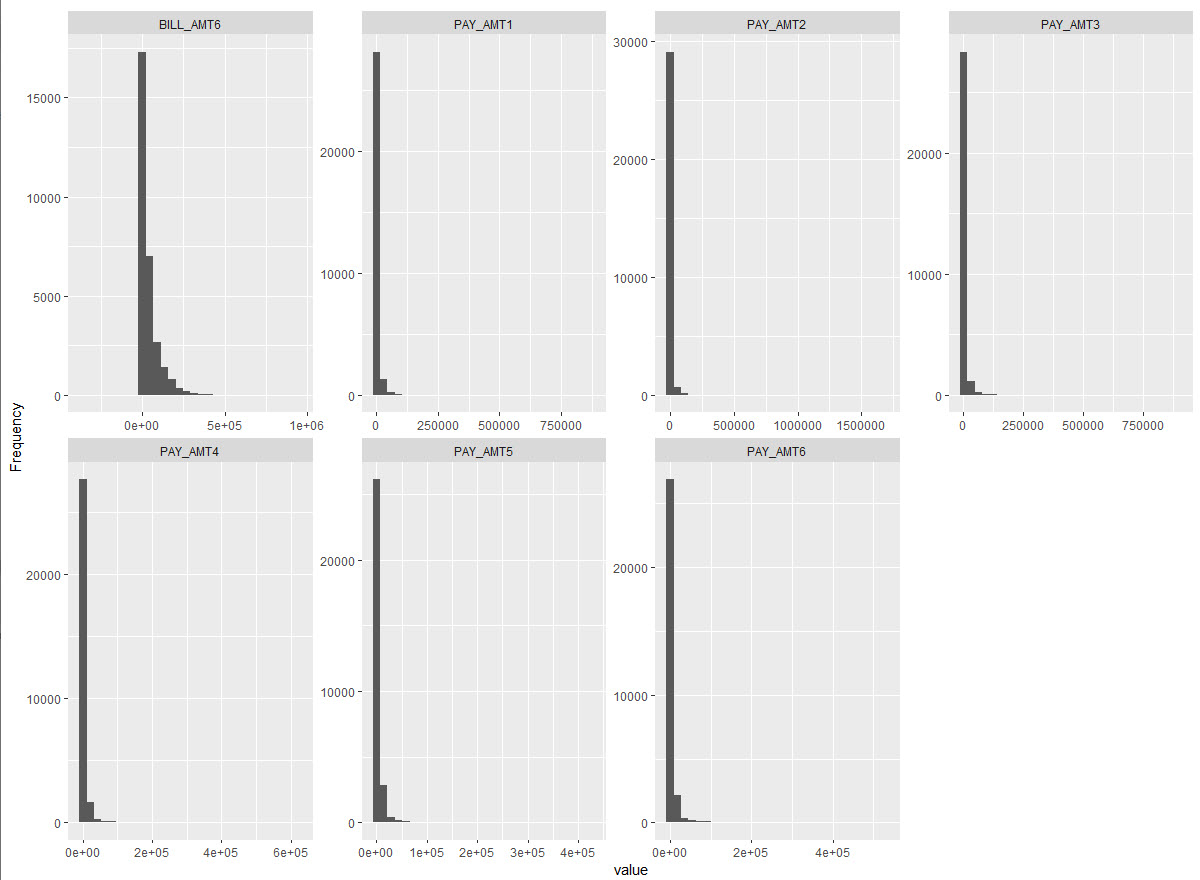 BILL_AMT6 PAY_AMT1 PAY_AMT2 PAY_AMT3
15000
10000
5000
0
20000
10000
0
30000
20000
10000
0
20000
10000
0
0e+00 5e+05 1e+06
0 250000 500000 750000
0 500000 1000000 1500000
0 250000 500000 750000
Frequency
PAY_AMT4 PAY_AMT5 PAY_AMT6
20000
10000
0
20000
10000
0
20000
10000
0
0e+00 2e+05 4e+05 6e+05
0e+00 1e+05 2e+05 3e+05 4e+05
0e+00 2e+05 4e+05
value